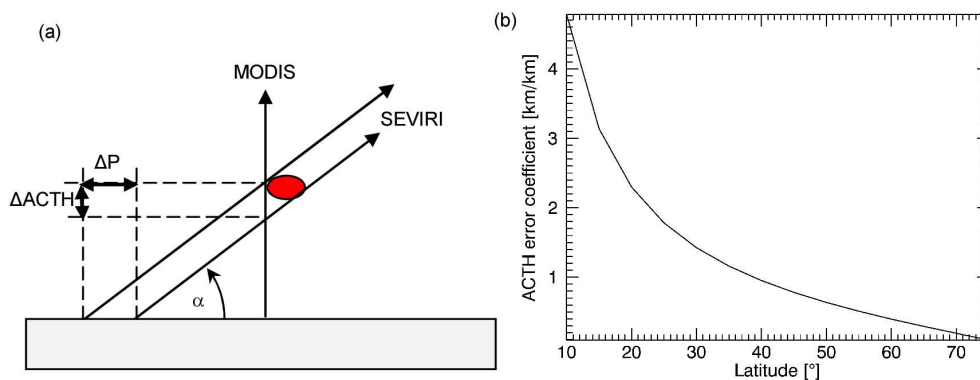 (a)
MODIS
SEVIRI
ΔP
ΔACTH
α
(b)
ACTH error coefficient [km/km]
4
3
2
1
10 20 30 40 50 60 70
Latitude [°]